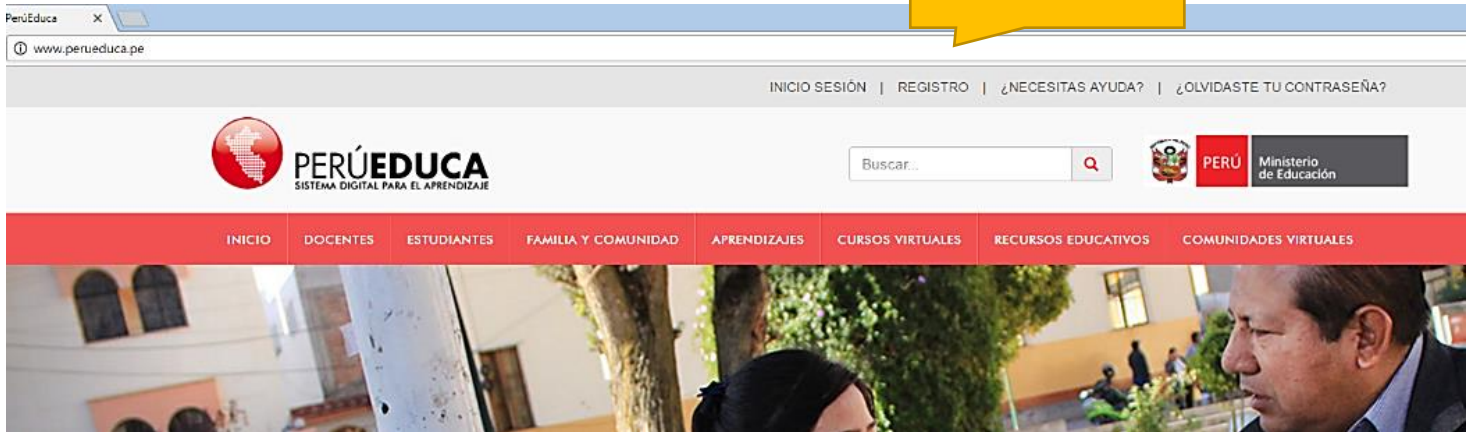 PerúEduca
www.perueduca.pe
INICIO SESIÓN | REGISTRO | ¿NECESITAS AYUDA? | ¿OLVIDASTE TU CONTRASEÑA?
PERÚEDUCA
SISTEMA DIGITAL PARA EL APRENDIZAJE
Buscar...
PERÚ
Ministerio
de Educación
INICIO DOCENTES ESTUDIANTES FAMILIA Y COMUNIDAD APRENDIZAJES CURSOS VIRTUALES RECURSOS EDUCATIVOS COMUNIDADES VIRTUALES